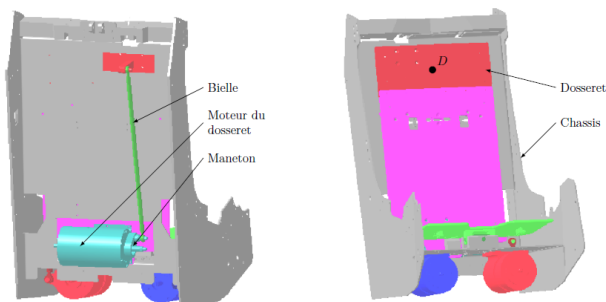 Bielle
Moteur du
dosseret
Maneton
D
Dosseret
Chassis